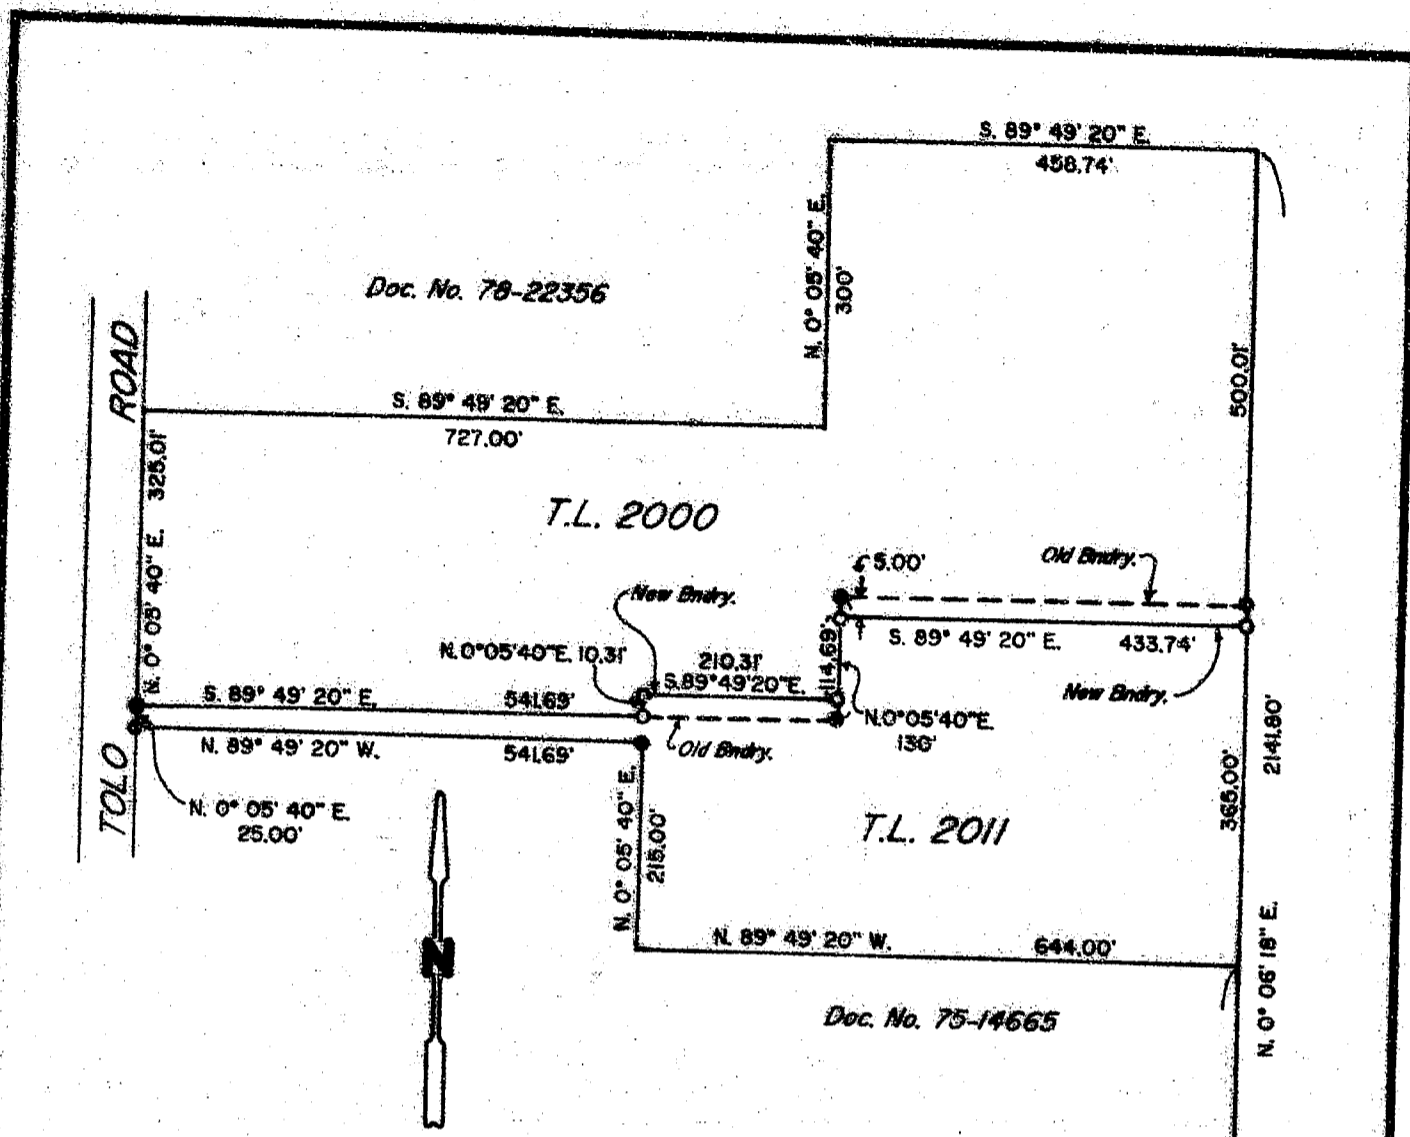 S. 89° 49' 20" E.
458.74'
N. 0° 05' 40" E.
300'
Doc. No. 78-22356
ROAD
S. 89° 49' 20" E.
727.00'
500.01'
N. 0° 05' 40" E. 325.01'
T.L. 2000
5.00'
Old Bndry.
New Bndry.
S. 89° 49' 20" E. 433.74'
N.0°05'40"E. 10.31'
210.31'
S.89°49'20"E.
114.69'
New Bndry.
S. 89° 49' 20" E. 541.69'
N.0°05'40"E.
130'
N. 89° 49' 20" W. 541.69'
Old Bndry.
2141.80'
TOLO
N. 0° 05' 40" E.
25.00'
N. 0° 05' 40" E.
215.00'
T.L. 2011
365.00'
N
N. 89° 49' 20" W. 644.00'
N. 0° 06' 18" E.
Doc. No. 75-14665